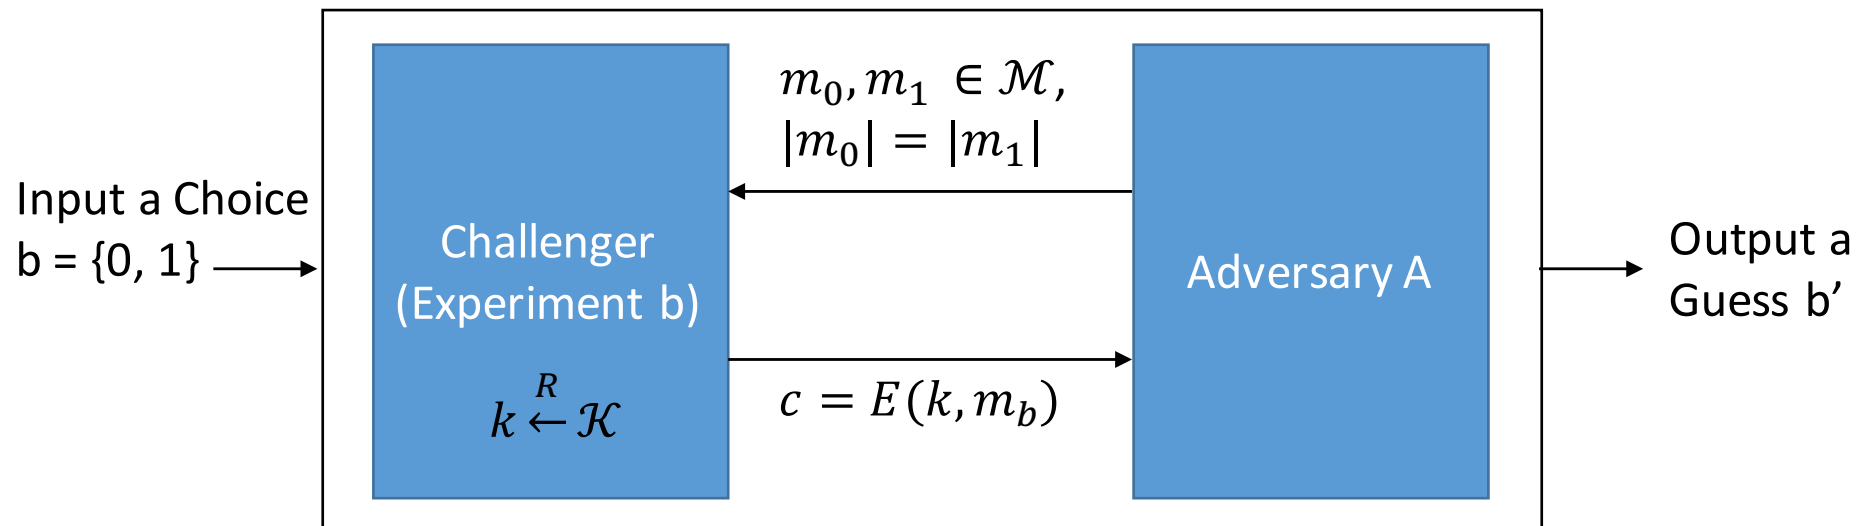 Input a Choice
b = {0, 1}
Challenger
(Experiment b)
k ←ᴿ 𝒦
m₀, m₁ ∈ ℳ,
|m₀| = |m₁|
c = E(k, m_b)
Adversary A
Output a
Guess b’